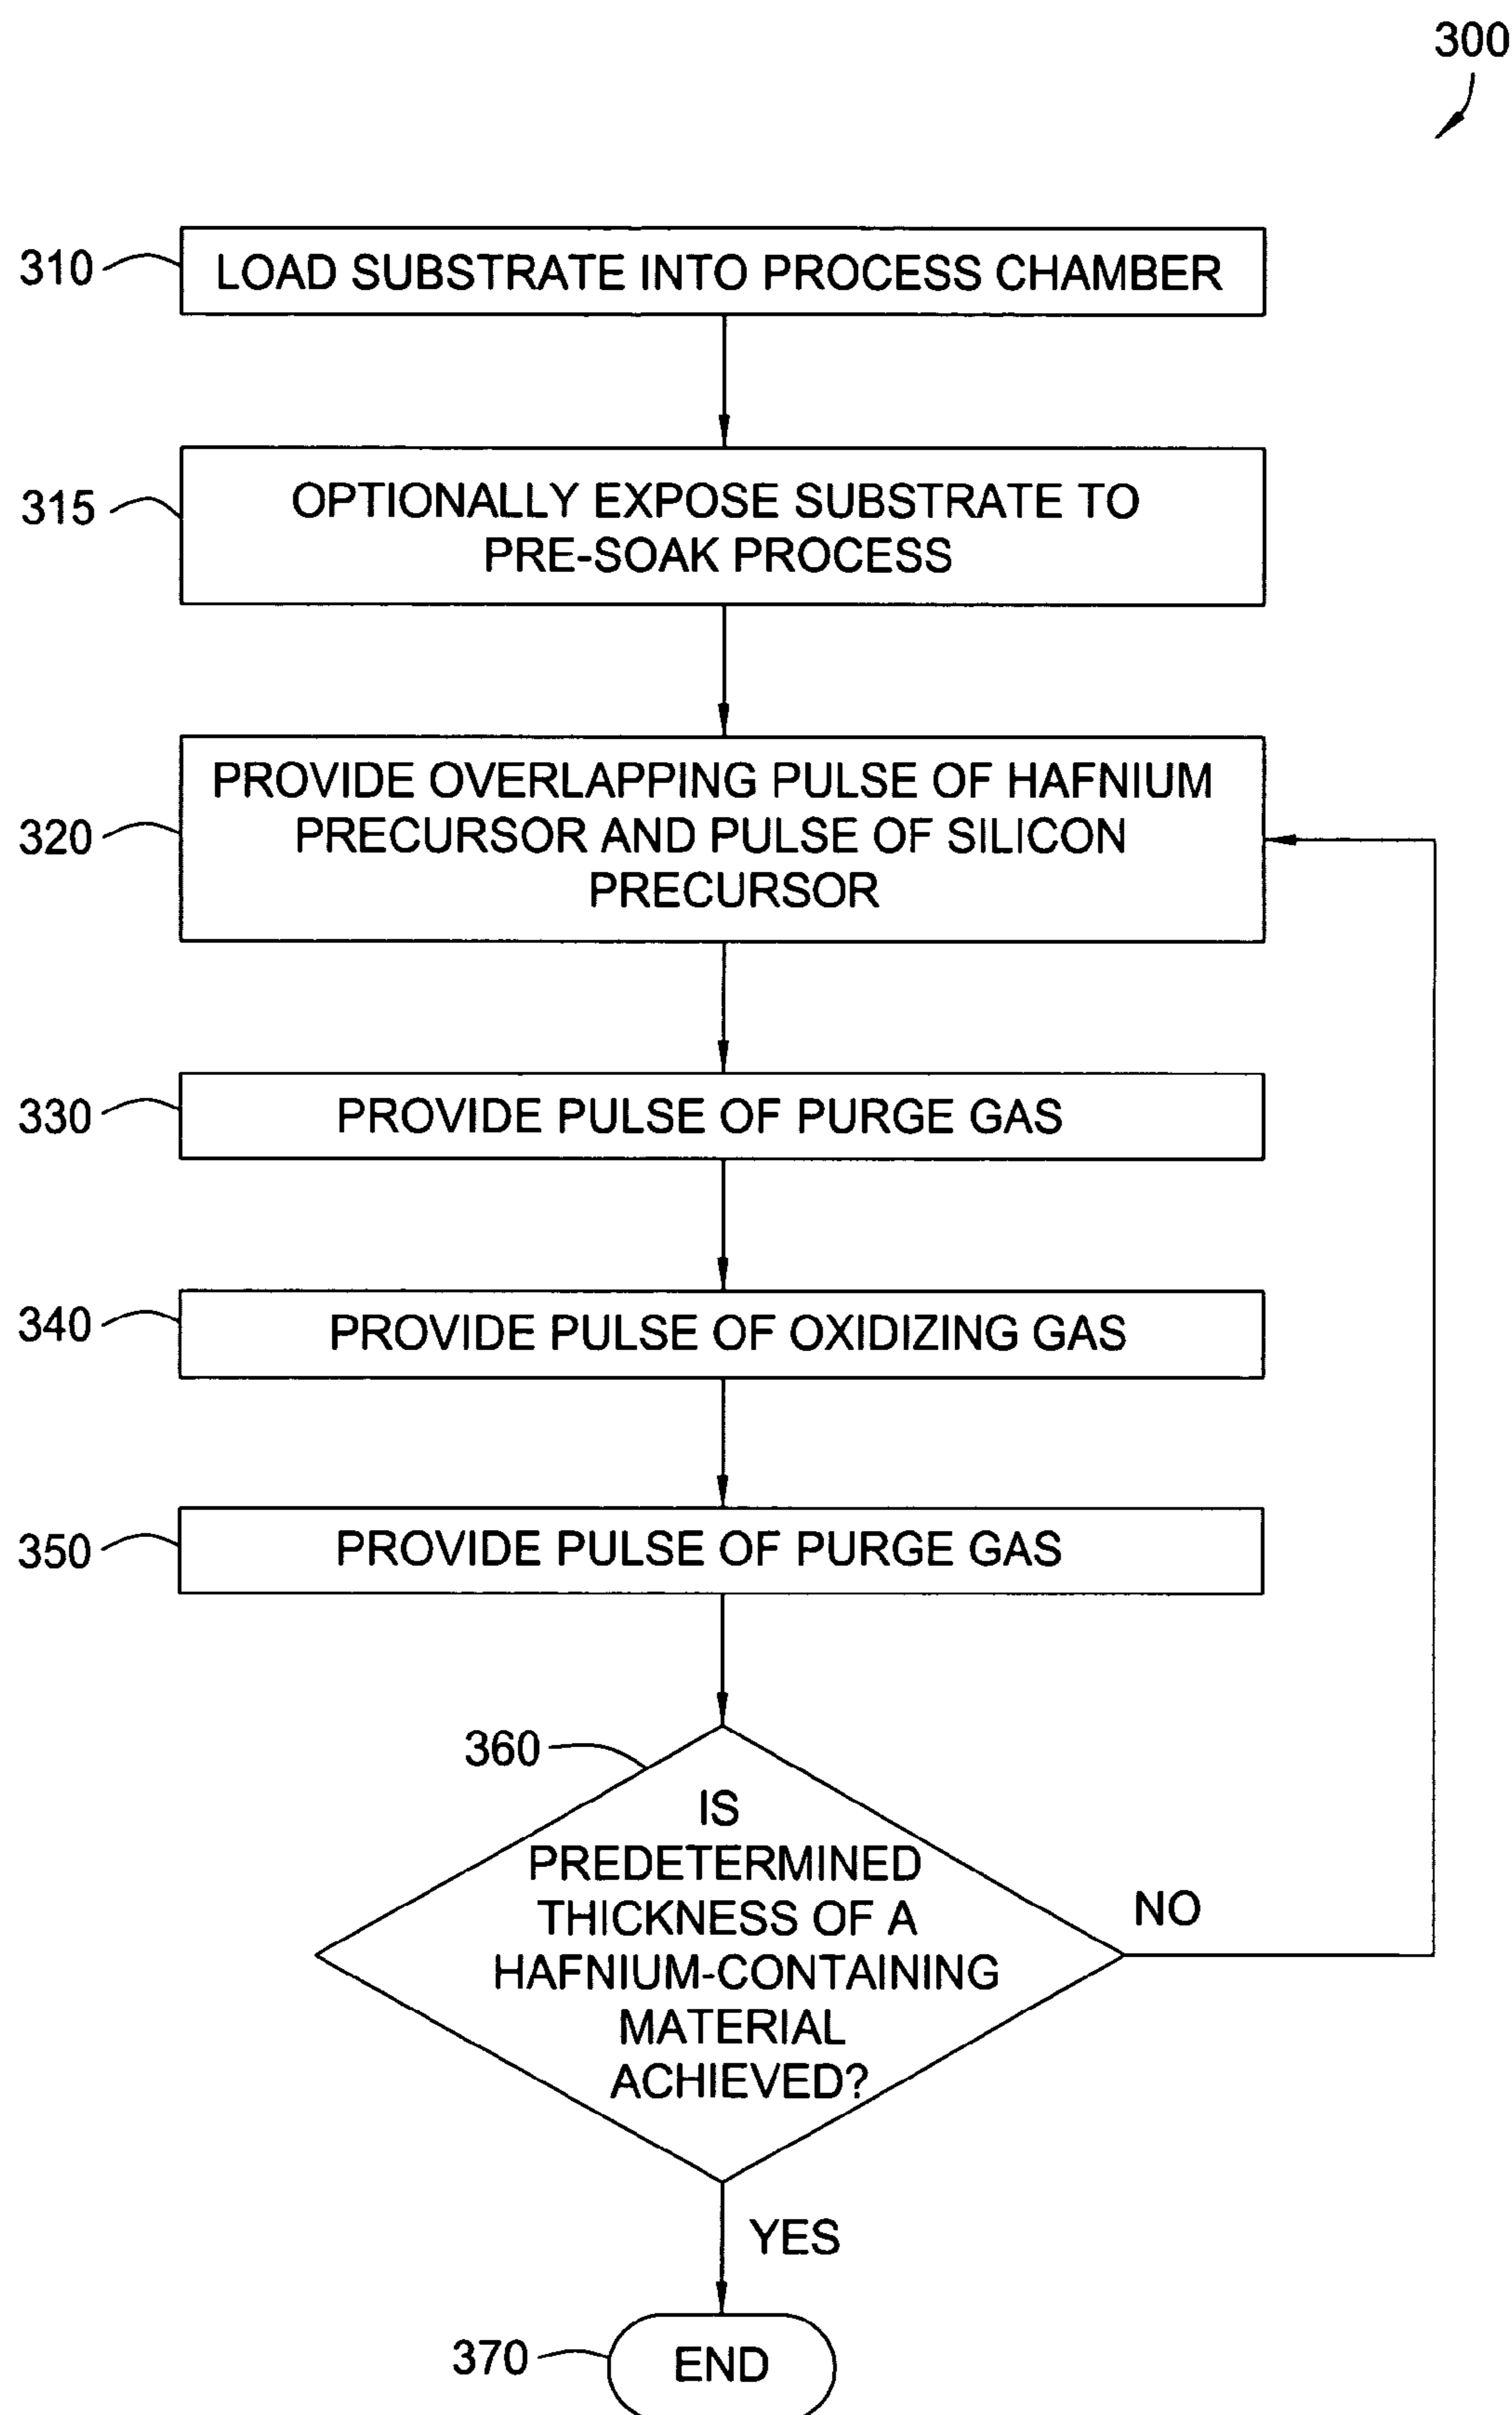 300
310
LOAD SUBSTRATE INTO PROCESS CHAMBER
315
OPTIONALLY EXPOSE SUBSTRATE TO
PRE-SOAK PROCESS
320
PROVIDE OVERLAPPING PULSE OF HAFNIUM
PRECURSOR AND PULSE OF SILICON
PRECURSOR
330
PROVIDE PULSE OF PURGE GAS
340
PROVIDE PULSE OF OXIDIZING GAS
350
PROVIDE PULSE OF PURGE GAS
360
IS
PREDETERMINED
THICKNESS OF A
HAFNIUM-CONTAINING
MATERIAL
ACHIEVED?
NO
YES
370
END